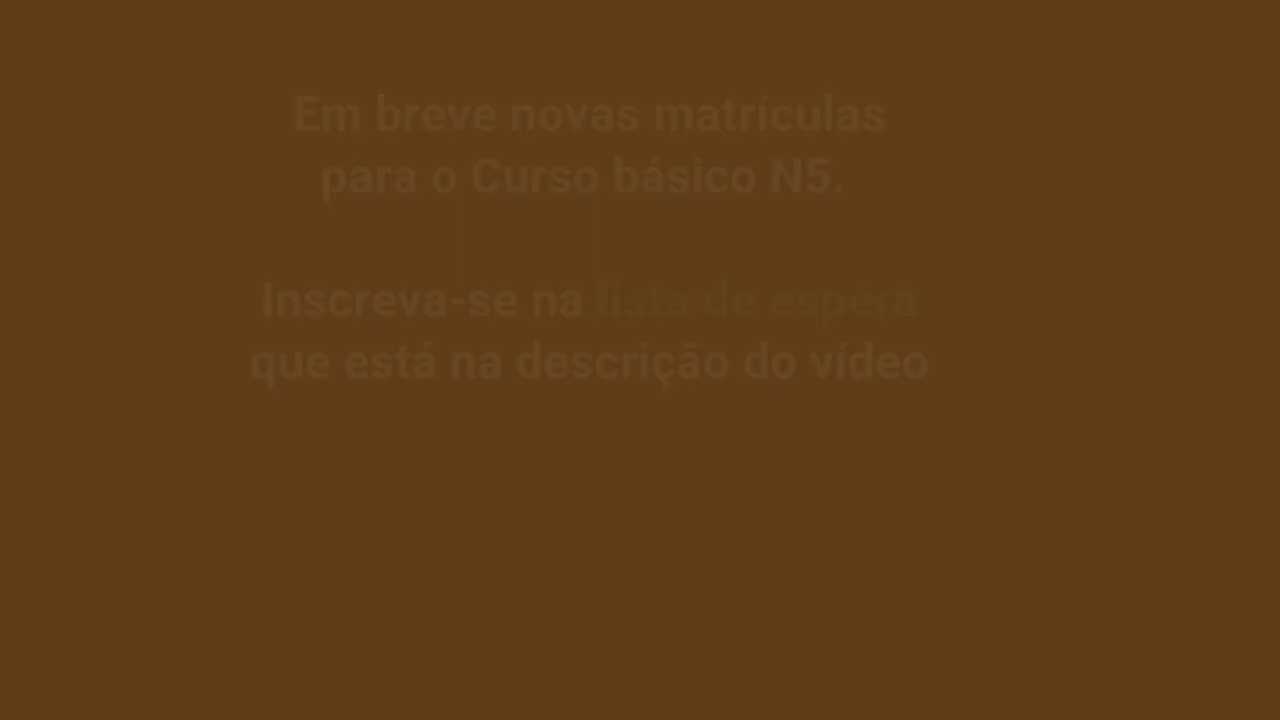 Em breve novas matrículas
para o Curso básico N5.
Inscreva-se na lista de espera
que está na descrição do vídeo